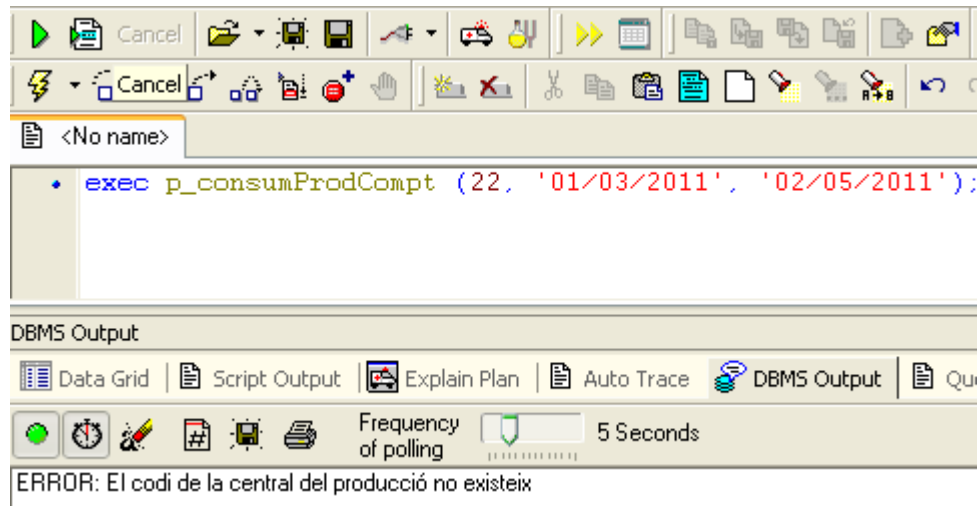 Cancel
Cancel
<No name>
exec p_consumProdCompt (22, '01/03/2011', '02/05/2011');
DBMS Output
Data Grid Script Output Explain Plan Auto Trace DBMS Output
Frequency of polling 5 Seconds
ERROR: El codi de la central del producció no existeix